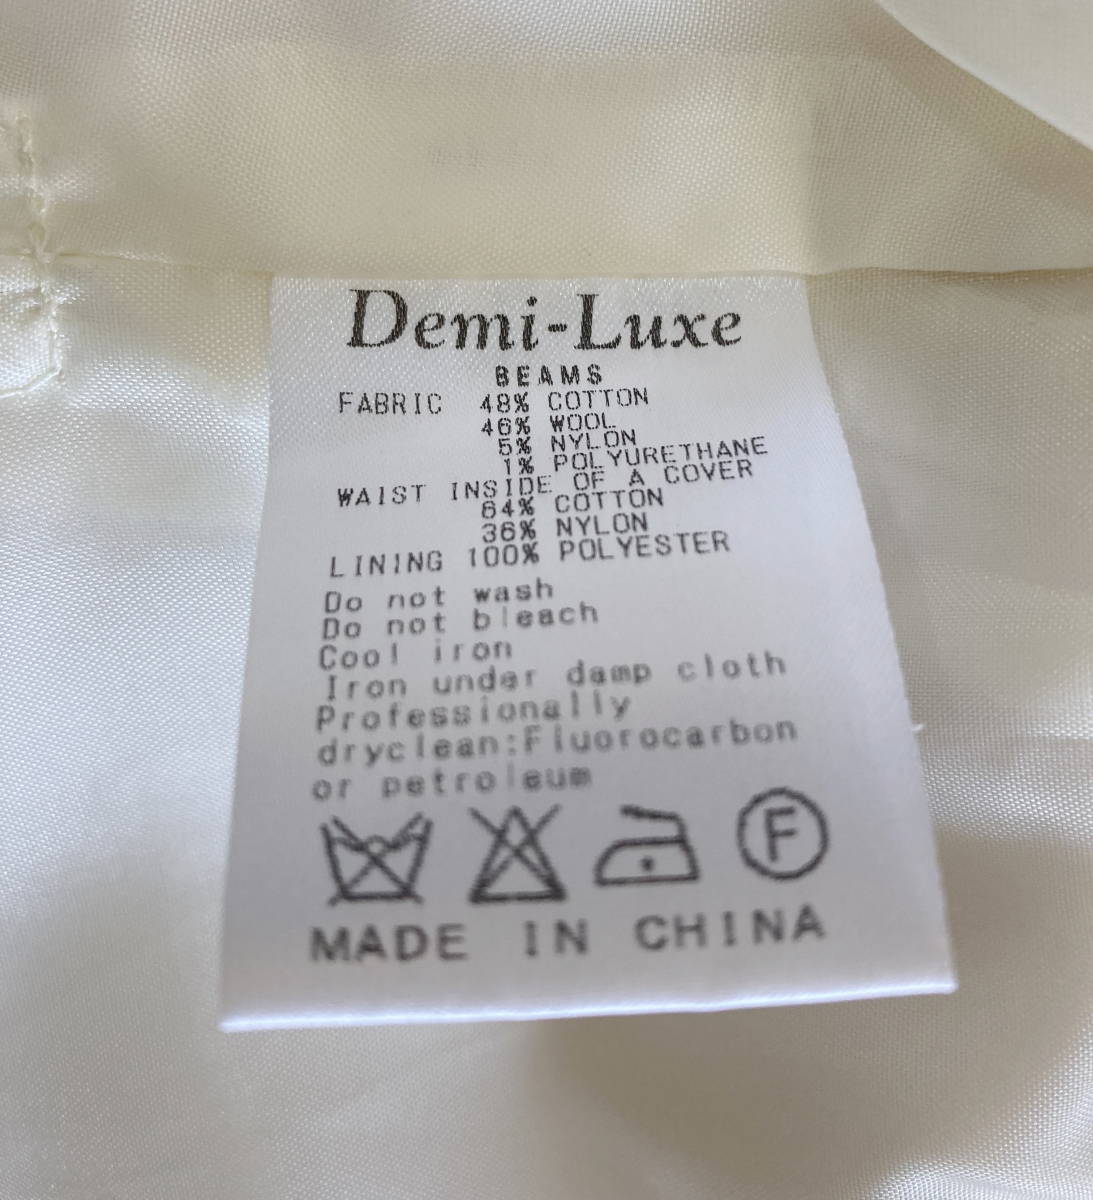 Demi-Luxe
BEAMS
FABRIC 48% COTTON
46% WOOL
5% NYLON
1% POLYURETHANE
WAIST INSIDE OF A COVER
64% COTTON
36% NYLON
LINING 100% POLYESTER
Do not wash
Do not bleach
Cool iron
Iron under damp cloth
Professionally
dryclean:Fluorocarbon
or petroleum
F
MADE IN CHINA